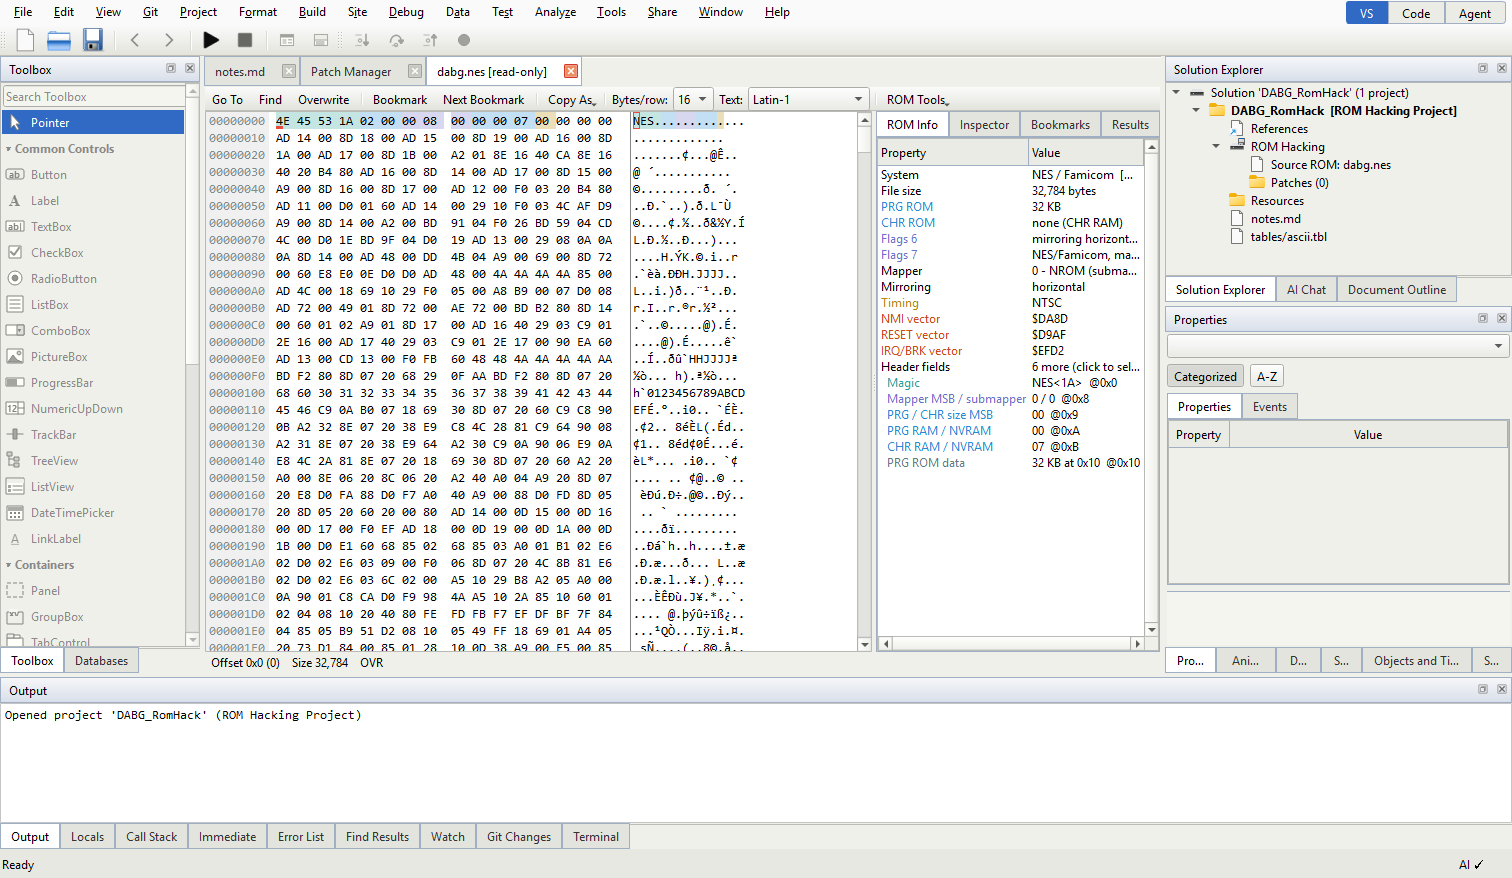 File Edit View Git Project Format Build Site Debug Data Test Analyze Tools Share Window Help
VS Code Agent
Toolbox
Search Toolbox
Pointer
Common Controls
Button
Label
TextBox
CheckBox
RadioButton
ListBox
ComboBox
PictureBox
ProgressBar
NumericUpDown
TrackBar
TreeView
ListView
DateTimePicker
LinkLabel
Containers
Panel
GroupBox
TabControl
Toolbox Databases
notes.md Patch Manager dabg.nes [read-only]
Go To Find Overwrite Bookmark Next Bookmark Copy As Bytes/row: 16 Text: Latin-1
00000000 4E 45 53 1A 02 00 00 08 00 00 00 07 00 00 00 00 NES.............
00000010 AD 14 00 8D 18 00 AD 15 00 8D 19 00 AD 16 00 8D
00000020 1A 00 AD 17 00 8D 1B 00 A2 01 8E 16 40 CA 8E 16
00000030 40 20 B4 80 AD 16 00 8D 14 00 AD 17 00 8D 15 00
00000040 A9 00 8D 16 00 8D 17 00 AD 12 00 F0 03 20 B4 80
00000050 AD 11 00 D0 01 60 AD 14 00 29 10 F0 03 4C AF D9
00000060 A9 00 8D 14 00 A2 00 BD 91 04 F0 26 BD 59 04 CD
00000070 4C 00 D0 1E BD 9F 04 D0 19 AD 13 00 29 08 0A 0A
00000080 0A 8D 14 00 AD 48 00 DD 4B 04 A9 00 69 00 8D 72
00000090 00 60 E8 E0 0E D0 D0 AD 48 00 4A 4A 4A 4A 85 00
000000A0 AD 4C 00 18 69 10 29 F0 05 00 A8 B9 00 07 D0 08
000000B0 AD 72 00 49 01 8D 72 00 AE 72 00 BD B2 80 8D 14
000000C0 00 60 01 02 A9 01 8D 17 00 AD 16 40 29 03 C9 01
000000D0 2E 16 00 AD 17 40 29 03 C9 01 2E 17 00 90 EA 60
000000E0 AD 13 00 CD 13 00 F0 FB 60 48 48 4A 4A 4A 4A AA
000000F0 BD F2 80 8D 07 20 68 29 0F AA BD F2 80 8D 07 20
00000100 68 60 30 31 32 33 34 35 36 37 38 39 41 42 43 44 h`0123456789ABCD
00000110 45 46 C9 0A B0 07 18 69 30 8D 07 20 60 C9 C8 90
00000120 0B A2 32 8E 07 20 38 E9 C8 4C 28 81 C9 64 90 08
00000130 A2 31 8E 07 20 38 E9 64 A2 30 C9 0A 90 06 E9 0A
00000140 E8 4C 2A 81 8E 07 20 18 69 30 8D 07 20 60 A2 20
00000150 A0 00 8E 06 20 8C 06 20 A2 40 A0 04 A9 20 8D 07
00000160 20 E8 D0 FA 88 D0 F7 A0 40 A9 00 88 D0 FD 8D 05
00000170 20 8D 05 20 60 20 00 80 AD 14 00 0D 15 00 0D 16
00000180 00 0D 17 00 F0 EF AD 18 00 0D 19 00 0D 1A 00 0D
00000190 1B 00 D0 E1 60 68 85 02 68 85 03 A0 01 B1 02 E6
000001A0 02 D0 02 E6 03 09 00 F0 06 8D 07 20 4C 8B 81 E6
000001B0 02 D0 02 E6 03 6C 02 00 A5 10 29 B8 A2 05 A0 00
000001C0 0A 90 01 C8 CA D0 F9 98 4A A5 10 2A 85 10 60 01
000001D0 02 04 08 10 20 40 80 FE FD FB F7 EF DF BF 7F 84
000001E0 04 85 05 B9 51 D2 08 10 05 49 FF 18 69 01 A4 05
000001F0 20 73 D1 84 00 85 01 28 10 0D 38 A9 00 F5 00 85
Offset 0x0 (0) Size 32,784 OVR
ROM Tools
ROM Info Inspector Bookmarks Results
Property Value
System NES / Famicom [...
File size 32,784 bytes
PRG ROM 32 KB
CHR ROM none (CHR RAM)
Flags 6 mirroring horizont...
Flags 7 NES/Famicom, ma...
Mapper 0 - NROM (subma...
Mirroring horizontal
Timing NTSC
NMI vector $DA8D
RESET vector $D9AF
IRQ/BRK vector $EFD2
Header fields 6 more (click to sel...
Magic NES<1A> @0x0
Mapper MSB / submapper 0 / 0 @0x8
PRG / CHR size MSB 00 @0x9
PRG RAM / NVRAM 00 @0xA
CHR RAM / NVRAM 07 @0xB
PRG ROM data 32 KB at 0x10 @0x10
Solution Explorer
Solution 'DABG_RomHack' (1 project)
DABG_RomHack [ROM Hacking Project]
References
ROM Hacking
Source ROM: dabg.nes
Patches (0)
Resources
notes.md
tables/ascii.tbl
Solution Explorer AI Chat Document Outline
Properties
Categorized A-Z
Properties Events
Property Value
Pro... Ani... D... S... Objects and Ti... S...
Output
Opened project 'DABG_RomHack' (ROM Hacking Project)
Output Locals Call Stack Immediate Error List Find Results Watch Git Changes Terminal
Ready
AI ✓